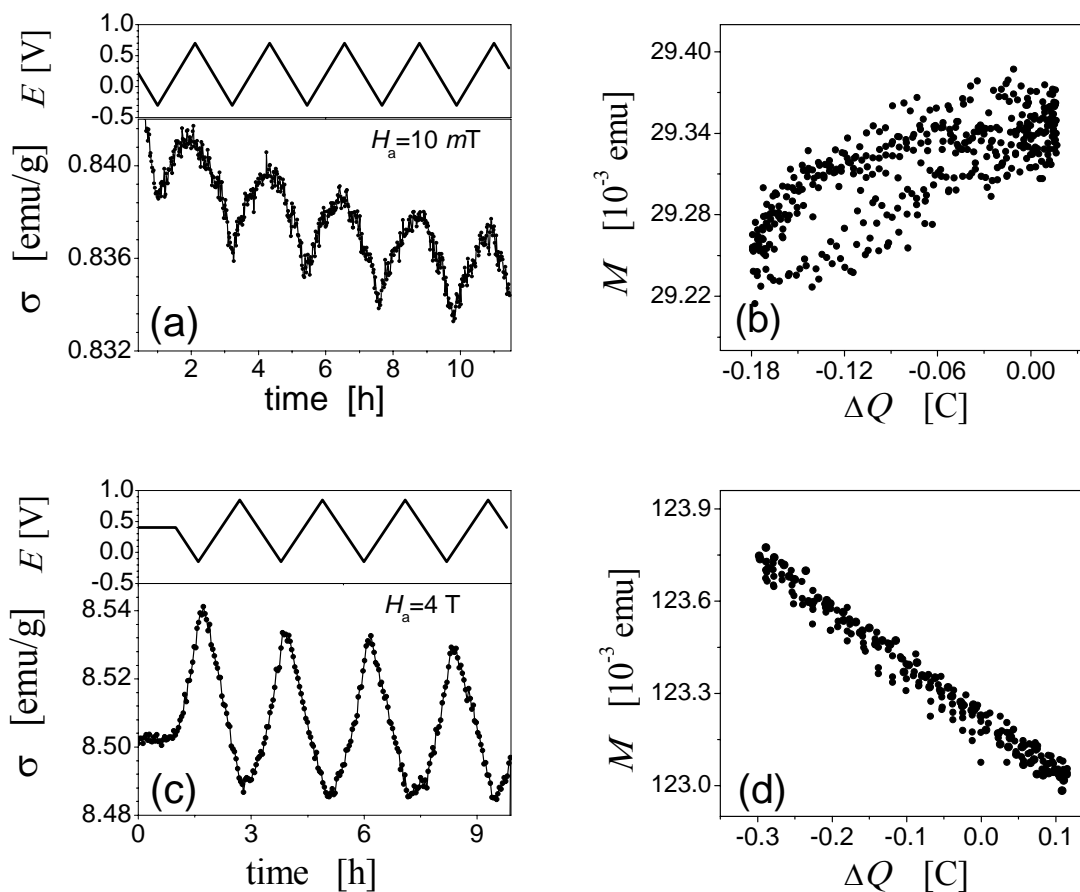 E [V]
1.0
0.5
0.0
-0.5
Hₐ=10 mT
σ [emu/g]
0.840
0.836
0.832
(a)
2 4 6 8 10
time [h]
M [10⁻³ emu]
29.40
29.34
29.28
29.22
(b)
-0.18 -0.12 -0.06 0.00
ΔQ [C]
E [V]
1.0
0.5
0.0
-0.5
Hₐ=4 T
σ [emu/g]
8.54
8.52
8.50
8.48
(c)
0 3 6 9
time [h]
M [10⁻³ emu]
123.9
123.6
123.3
123.0
(d)
-0.3 -0.2 -0.1 0.0 0.1
ΔQ [C]